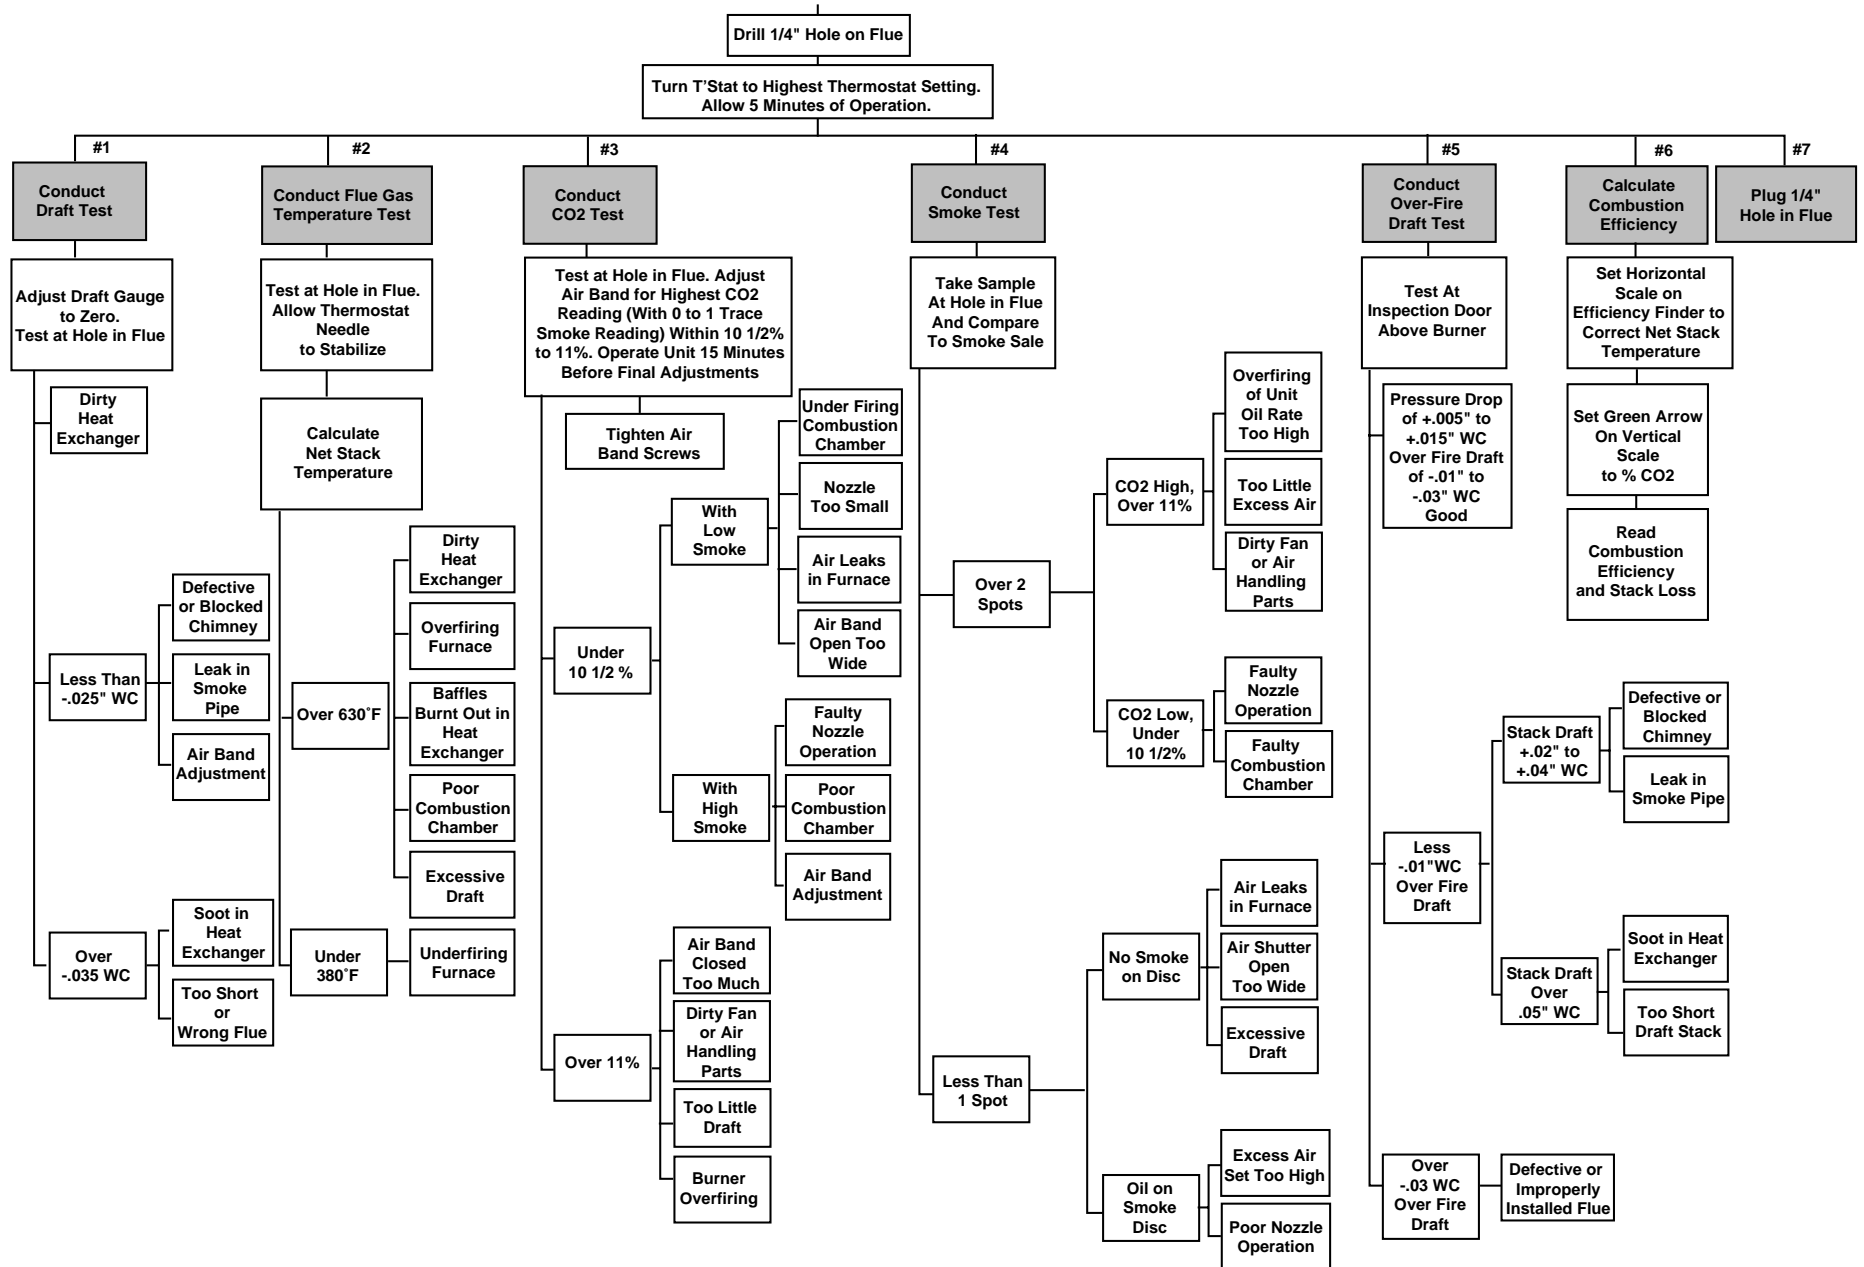 Drill 1/4" Hole on Flue
Turn T'Stat to Highest Thermostat Setting.
Allow 5 Minutes of Operation.
#1
Conduct
Draft Test
Adjust Draft Gauge
to Zero.
Test at Hole in Flue
Dirty
Heat
Exchanger
Less Than
-.025" WC
Defective
or Blocked
Chimney
Leak in
Smoke
Pipe
Air Band
Adjustment
Over
-.035 WC
Soot in
Heat
Exchanger
Too Short
or
Wrong Flue
#2
Conduct Flue Gas
Temperature Test
Test at Hole in Flue.
Allow Thermostat
Needle
to Stabilize
Calculate
Net Stack
Temperature
Over 630˚F
Dirty
Heat
Exchanger
Overfiring
Furnace
Baffles
Burnt Out in
Heat
Exchanger
Poor
Combustion
Chamber
Excessive
Draft
Under
380˚F
Underfiring
Furnace
#3
Conduct
CO2 Test
Test at Hole in Flue. Adjust
Air Band for Highest CO2
Reading (With 0 to 1 Trace
Smoke Reading) Within 10 1/2%
to 11%. Operate Unit 15 Minutes
Before Final Adjustments
Tighten Air
Band Screws
Under
10 1/2 %
With
Low
Smoke
Under Firing
Combustion
Chamber
Nozzle
Too Small
Air Leaks
in Furnace
Air Band
Open Too
Wide
With
High
Smoke
Faulty
Nozzle
Operation
Poor
Combustion
Chamber
Air Band
Adjustment
Over 11%
Air Band
Closed
Too Much
Dirty Fan
or Air
Handling
Parts
Too Little
Draft
Burner
Overfiring
#4
Conduct
Smoke Test
Take Sample
At Hole in Flue
And Compare
To Smoke Sale
Over 2
Spots
CO2 High,
Over 11%
Overfiring
of Unit
Oil Rate
Too High
Too Little
Excess Air
Dirty Fan
or Air
Handling
Parts
CO2 Low,
Under
10 1/2%
Faulty
Nozzle
Operation
Faulty
Combustion
Chamber
Less Than
1 Spot
No Smoke
on Disc
Air Leaks
in Furnace
Air Shutter
Open
Too Wide
Excessive
Draft
Oil on
Smoke
Disc
Excess Air
Set Too High
Poor Nozzle
Operation
#5
Conduct
Over-Fire
Draft Test
Test At
Inspection Door
Above Burner
Pressure Drop
of +.005" to
+.015" WC
Over Fire Draft
of -.01" to
-.03" WC
Good
Less
-.01"WC
Over Fire
Draft
Stack Draft
+.02" to
+.04" WC
Defective or
Blocked
Chimney
Leak in
Smoke Pipe
Stack Draft
Over
.05" WC
Soot in Heat
Exchanger
Too Short
Draft Stack
Over
-.03 WC
Over Fire
Draft
Defective or
Improperly
Installed Flue
#6
Calculate
Combustion
Efficiency
Set Horizontal
Scale on
Efficiency Finder to
Correct Net Stack
Temperature
Set Green Arrow
On Vertical
Scale
to % CO2
Read
Combustion
Efficiency
and Stack Loss
#7
Plug 1/4"
Hole in Flue